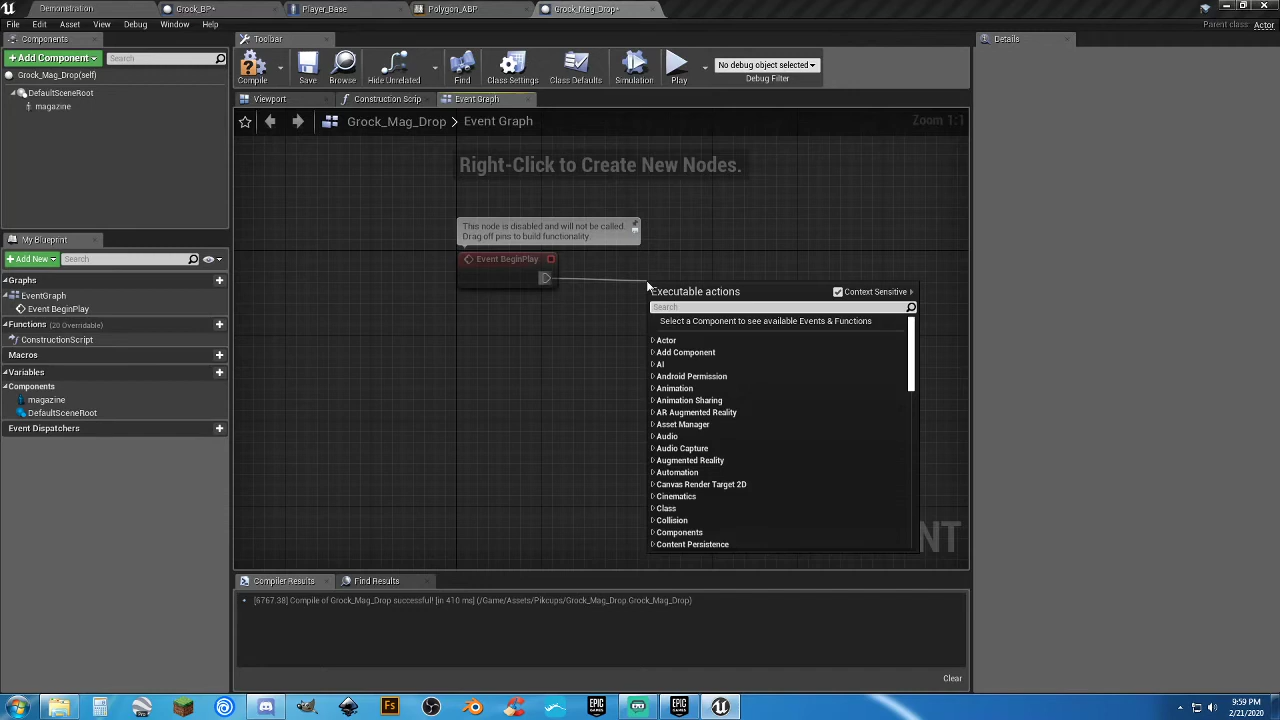 Demonstration
Grock_BP*
Player_Base
Polygon_ABP
Grock_Mag_Drop*
File
Edit
Asset
View
Debug
Window
Help
Parent class: Actor
Components
Add Component
Search
Grock_Mag_Drop(self)
DefaultSceneRoot
magazine
Toolbar
Compile
Save
Browse
Hide Unrelated
Find
Class Settings
Class Defaults
Simulation
Play
No debug object selected
Debug Filter
Details
Viewport
Construction Scrip
Event Graph
Grock_Mag_Drop > Event Graph
Zoom 1:1
Right-Click to Create New Nodes.
This node is disabled and will not be called.
Drag off pins to build functionality.
Event BeginPlay
Executable actions
Context Sensitive
Search
Select a Component to see available Events & Functions
Actor
Add Component
AI
Android Permission
Animation
Animation Sharing
AR Augmented Reality
Asset Manager
Audio
Audio Capture
Augmented Reality
Automation
Canvas Render Target 2D
Cinematics
Class
Collision
Components
Content Persistence
NT
My Blueprint
Add New
Search
Graphs
EventGraph
Event BeginPlay
Functions (20 Overridable)
ConstructionScript
Macros
Variables
Components
magazine
DefaultSceneRoot
Event Dispatchers
Compiler Results
Find Results
[6767.38] Compile of Grock_Mag_Drop successful! [in 410 ms] (/Game/Assets/Pikcups/Grock_Mag_Drop.Grock_Mag_Drop)
Clear
9:59 PM
2/21/2020